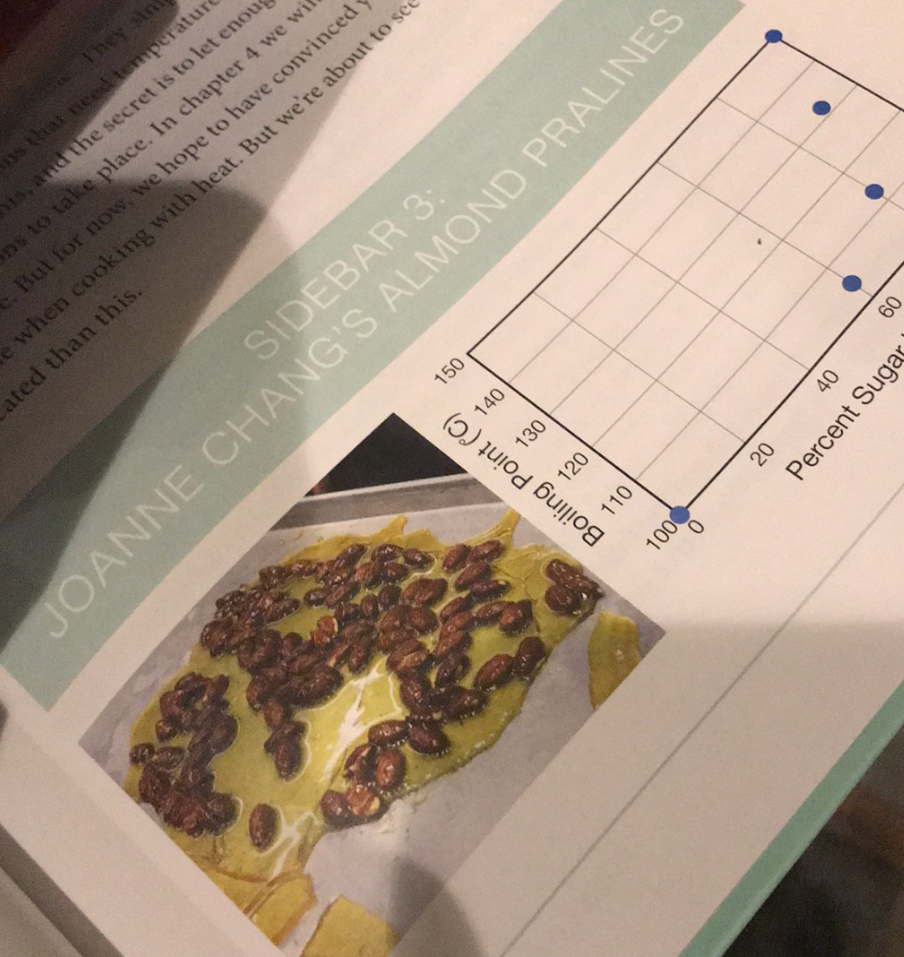 They
ns that need temperature
and the secret is to let enoug
ns to take place. In chapter 4 we will
e. But for now, we hope to have convinced y
e when cooking with heat. But we're about to see
cated than this.
SIDEBAR 3:
JOANNE CHANG'S ALMOND PRALINES
150
140
130
120
110
100
Boiling Point (°C)
0
20
40
60
Percent Sugar